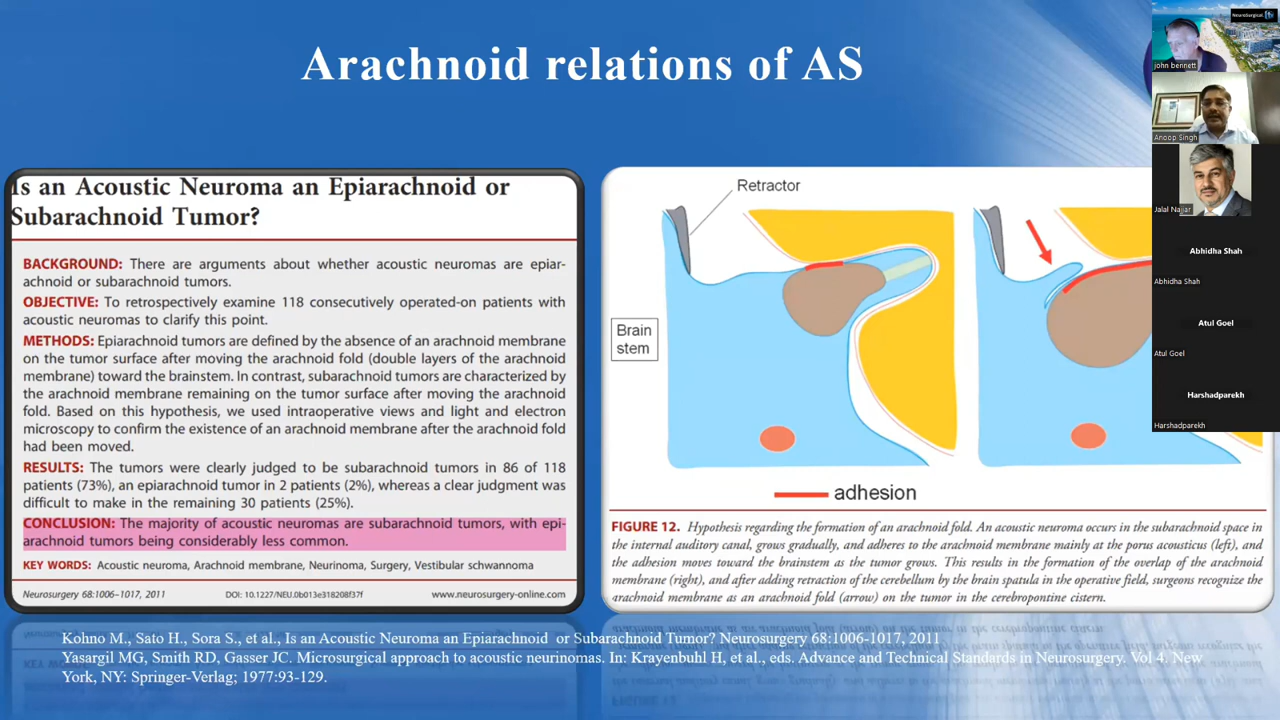 Arachnoid relations of AS
Is an Acoustic Neuroma an Epiarachnoid or
Subarachnoid Tumor?
BACKGROUND: There are arguments about whether acoustic neuromas are epiar-
achnoid or subarachnoid tumors.
OBJECTIVE: To retrospectively examine 118 consecutively operated-on patients with
acoustic neuromas to clarify this point.
METHODS: Epiarachnoid tumors are defined by the absence of an arachnoid membrane
on the tumor surface after moving the arachnoid fold (double layers of the arachnoid
membrane) toward the brainstem. In contrast, subarachnoid tumors are characterized by
the arachnoid membrane remaining on the tumor surface after moving the arachnoid
fold. Based on this hypothesis, we used intraoperative views and light and electron
microscopy to confirm the existence of an arachnoid membrane after the arachnoid fold
had been moved.
RESULTS: The tumors were clearly judged to be subarachnoid tumors in 86 of 118
patients (73%), an epiarachnoid tumor in 2 patients (2%), whereas a clear judgment was
difficult to make in the remaining 30 patients (25%).
CONCLUSION: The majority of acoustic neuromas are subarachnoid tumors, with epi-
arachnoid tumors being considerably less common.
KEY WORDS: Acoustic neuroma, Arachnoid membrane, Neurinoma, Surgery, Vestibular schwannoma
Neurosurgery 68:1006–1017, 2011 DOI: 10.1227/NEU.0b013e318208f37f www.neurosurgery-online.com
Retractor
Brain
stem
adhesion
FIGURE 12. Hypothesis regarding the formation of an arachnoid fold. An acoustic neuroma occurs in the subarachnoid space in
the internal auditory canal, grows gradually, and adheres to the arachnoid membrane mainly at the porus acousticus (left), and
the adhesion moves toward the brainstem as the tumor grows. This results in the formation of the overlap of the arachnoid
membrane (right), and after adding retraction of the cerebellum by the brain spatula in the operative field, surgeons recognize the
arachnoid membrane as an arachnoid fold (arrow) on the tumor in the cerebropontine cistern.
Kohno M., Sato H., Sora S., et al., Is an Acoustic Neuroma an Epiarachnoid or Subarachnoid Tumor? Neurosurgery 68:1006-1017, 2011
Yasargil MG, Smith RD, Gasser JC. Microsurgical approach to acoustic neurinomas. In: Krayenbuhl H, et al., eds. Advance and Technical Standards in Neurosurgery. Vol 4. New
York, NY: Springer-Verlag; 1977:93-129.
Neurosurgical
john bennett
Anoop Singh
Jalal Najjar
Abhidha Shah
Abhidha Shah
Atul Goel
Atul Goel
Harshadparekh
Harshadparekh